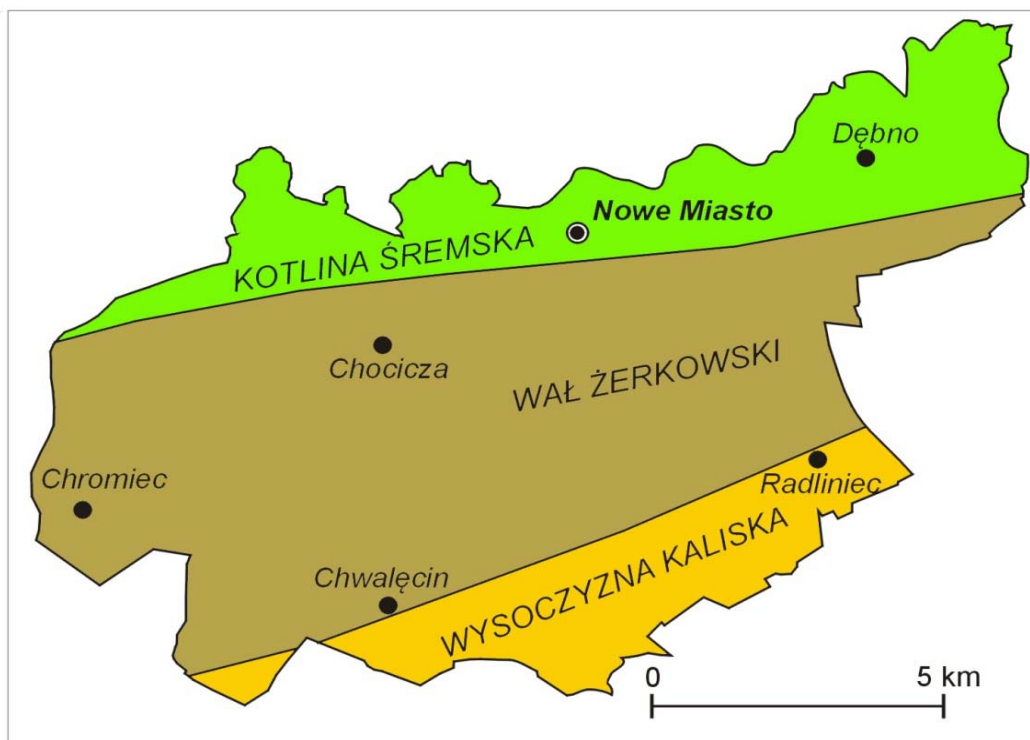 Dębno
Nowe Miasto
KOTLINA ŚREMSKA
Chocicza
WAŁ ŻERKOWSKI
Chromiec
Radliniec
Chwalęcin
WYSOCZYZNA KALISKA
0 5 km